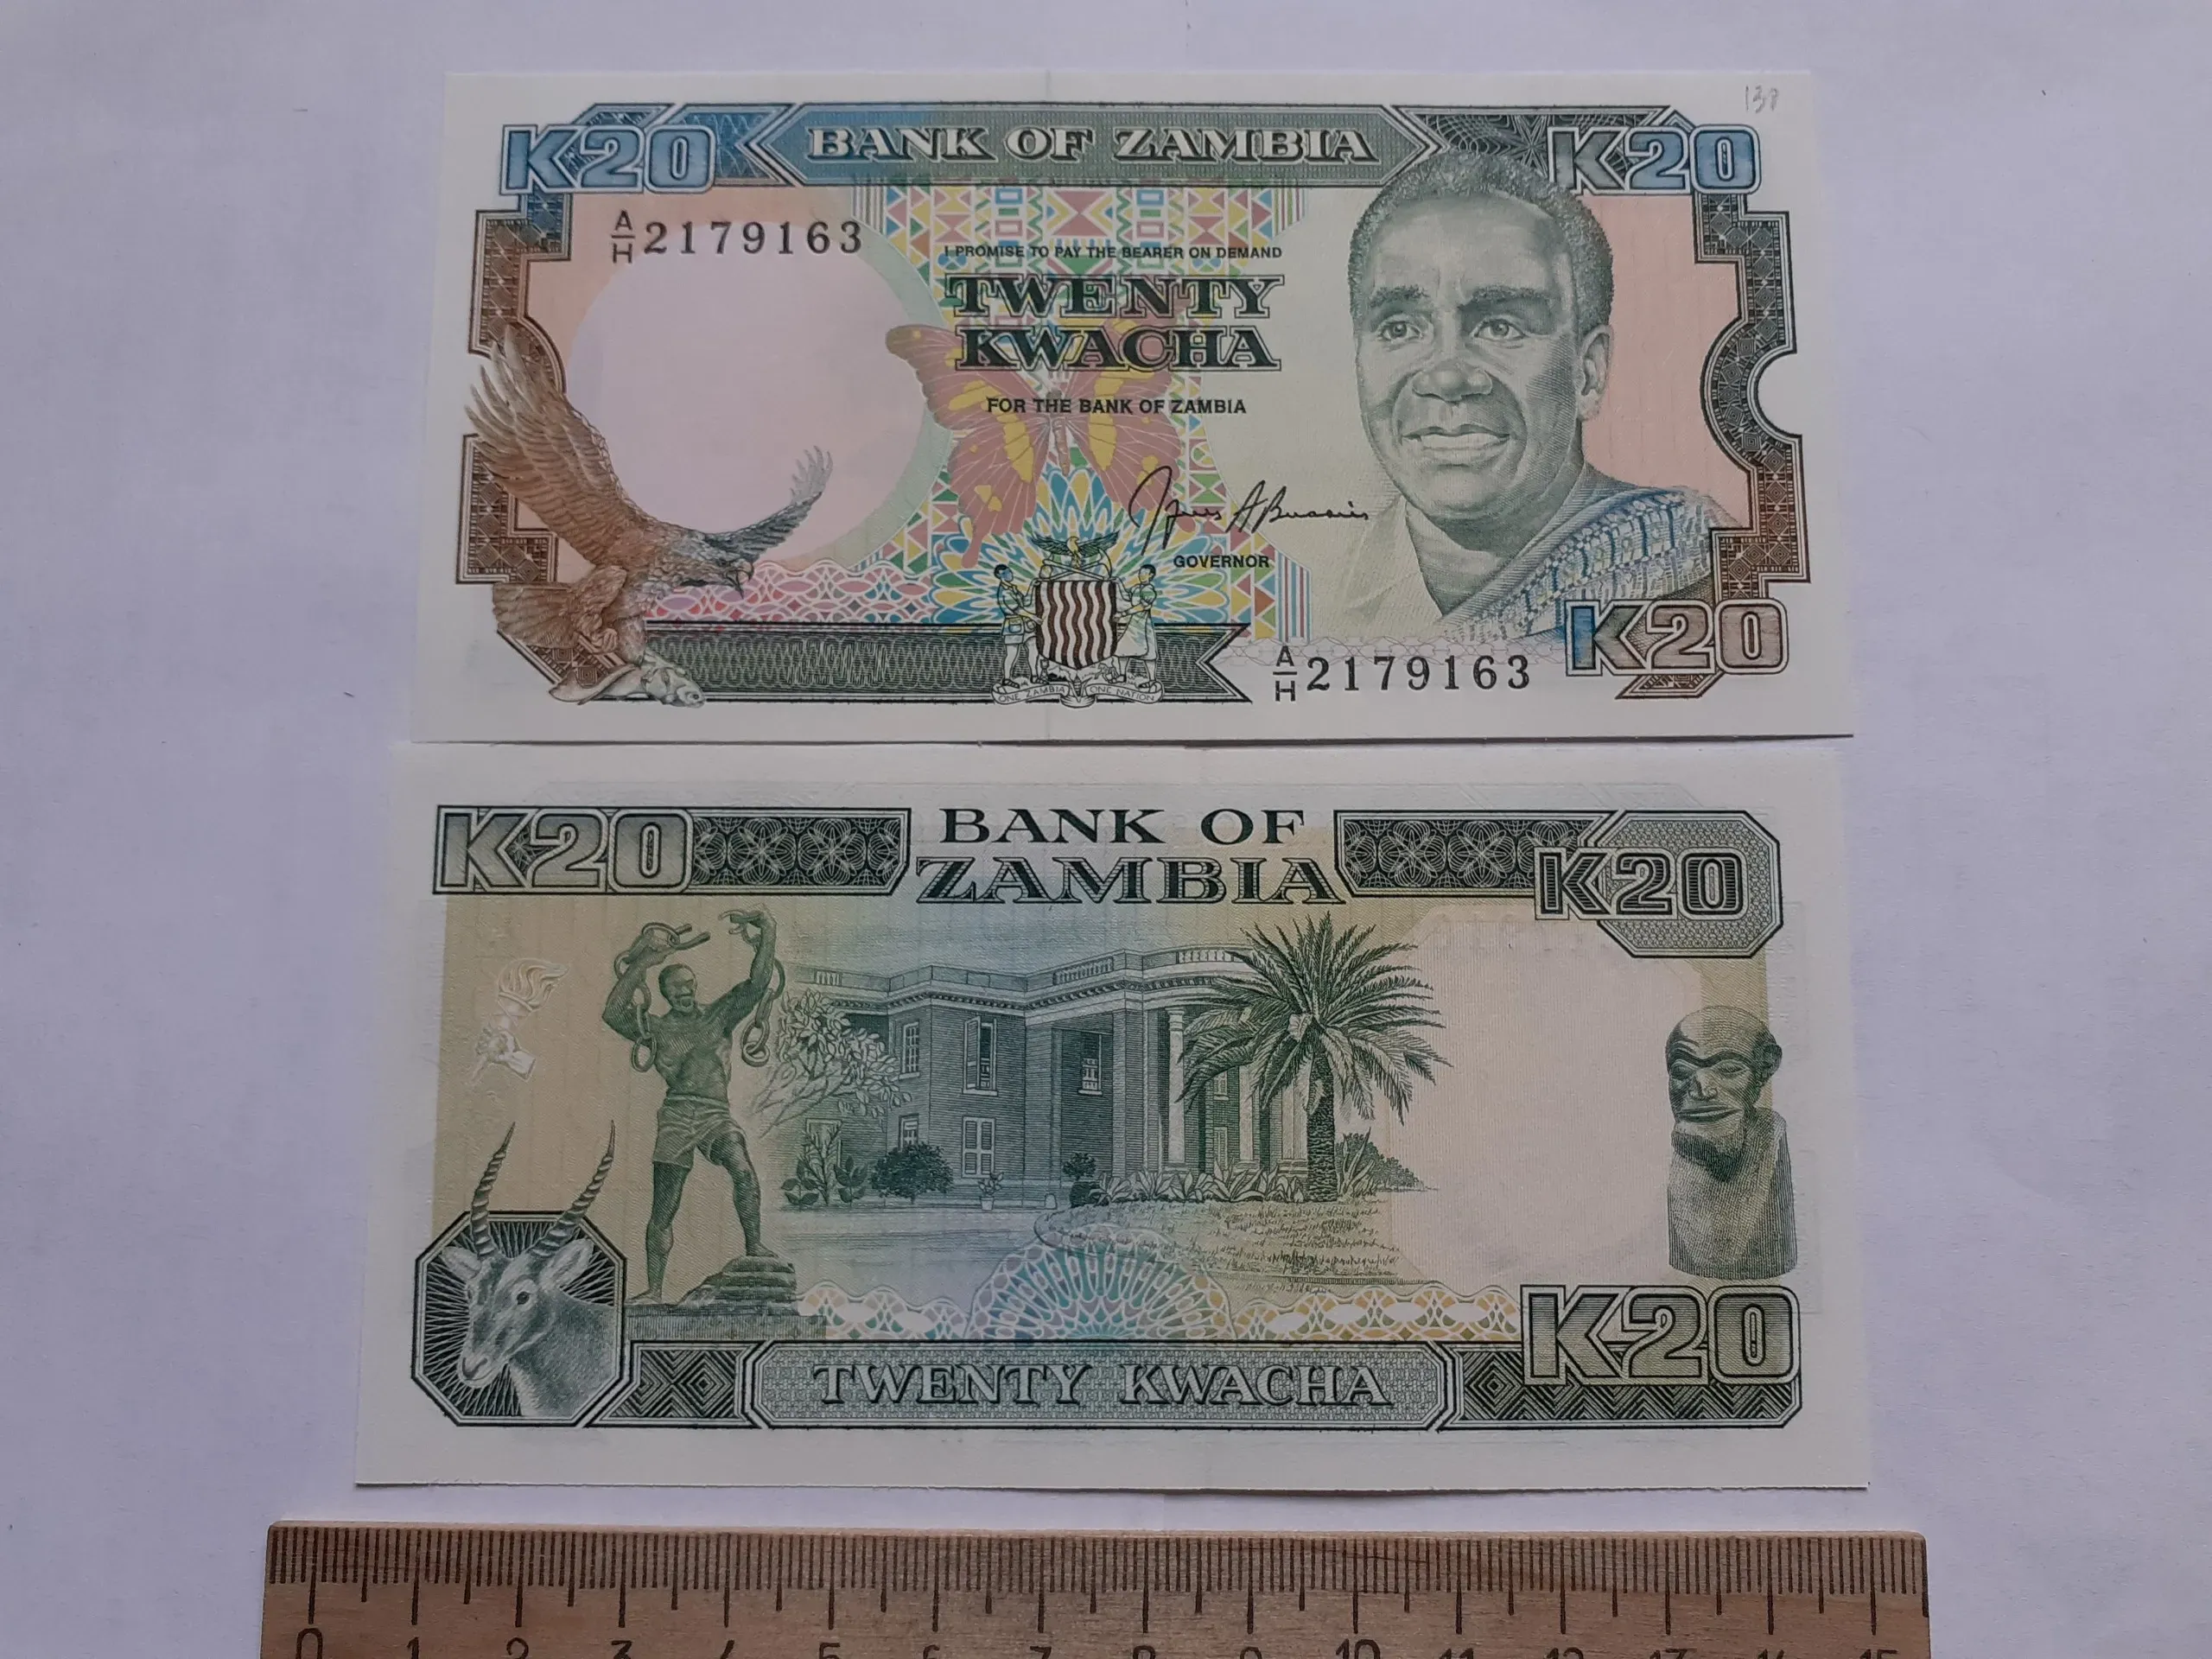 138
K20 BANK OF ZAMBIA K20
A/H 2179163
I PROMISE TO PAY THE BEARER ON DEMAND
TWENTY
KWACHA
FOR THE BANK OF ZAMBIA
GOVERNOR
K20
A/H 2179163
ONE ZAMBIA ONE NATION
K20 BANK OF K20
ZAMBIA
K20
TWENTY KWACHA
0 1 2 3 4 5 6 7 8 9 10 11 12 13 14 15